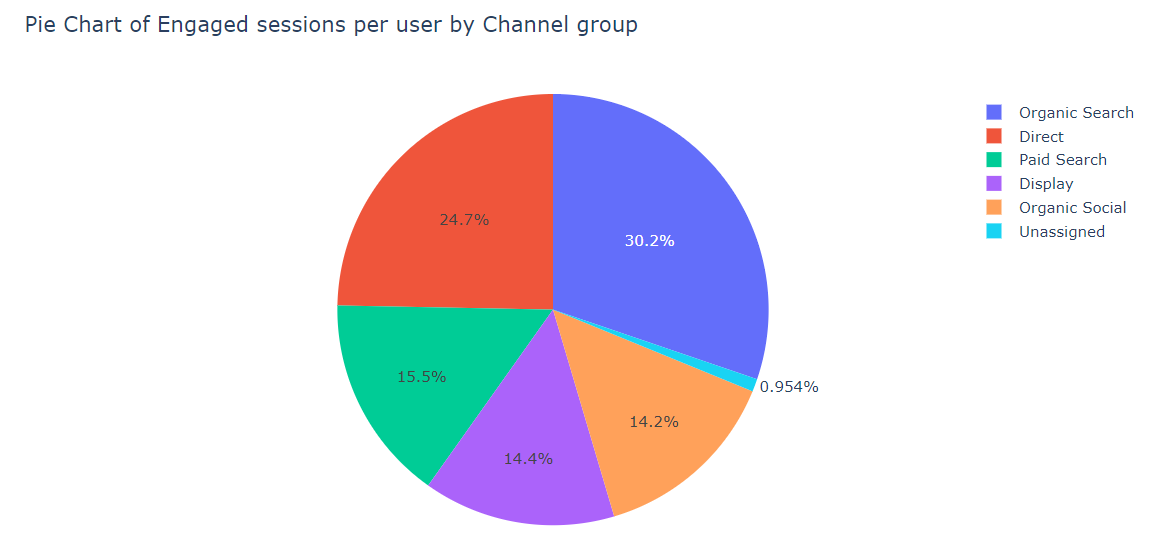 Pie Chart of Engaged sessions per user by Channel group
Organic Search
Direct
Paid Search
Display
Organic Social
Unassigned
24.7%
30.2%
15.5%
0.954%
14.2%
14.4%